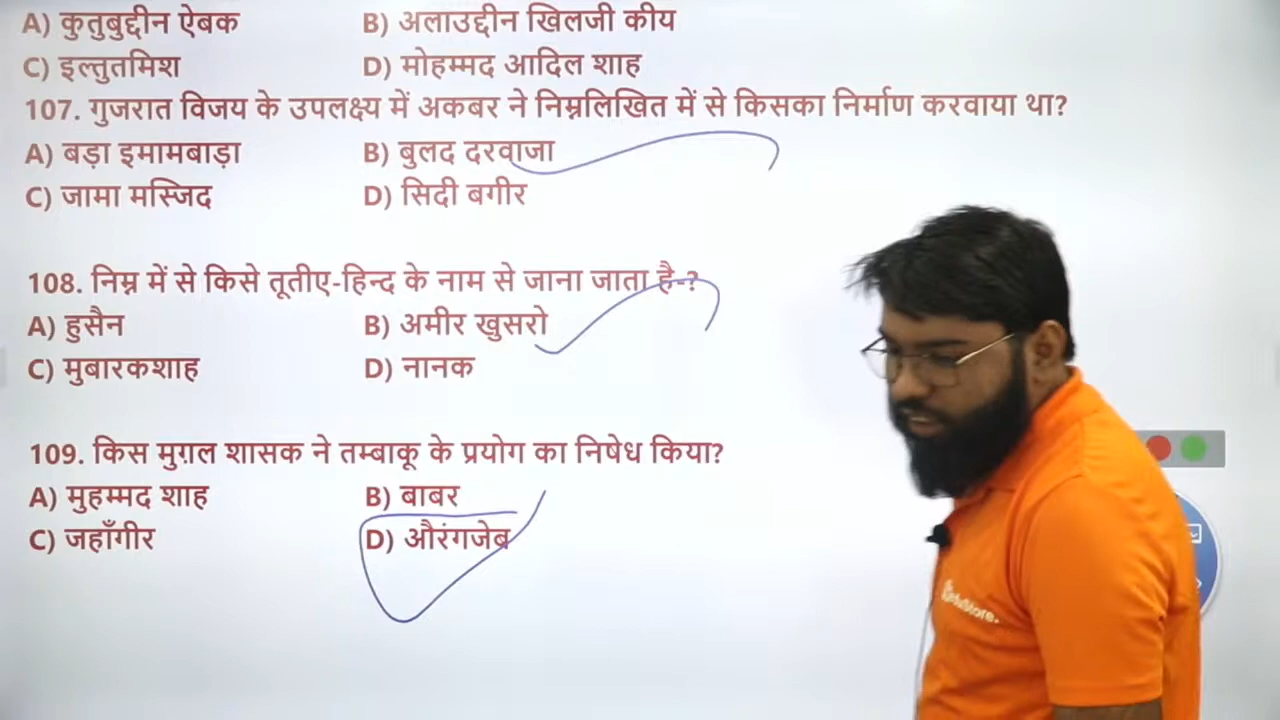 A) कुतुबुद्दीन ऐबक B) अलाउद्दीन खिलजी कीय
C) इल्तुतमिश D) मोहम्मद आदिल शाह
107. गुजरात विजय के उपलक्ष्य में अकबर ने निम्नलिखित में से किसका निर्माण करवाया था?
A) बड़ा इमामबाड़ा B) बुलद दरवाजा
C) जामा मस्जिद D) सिदी बगीर
108. निम्न में से किसे तूतीए-हिन्द के नाम से जाना जाता है-?
A) हुसैन B) अमीर खुसरो
C) मुबारकशाह D) नानक
109. किस मुग़ल शासक ने तम्बाकू के प्रयोग का निषेध किया?
A) मुहम्मद शाह B) बाबर
C) जहाँगीर D) औरंगजेब